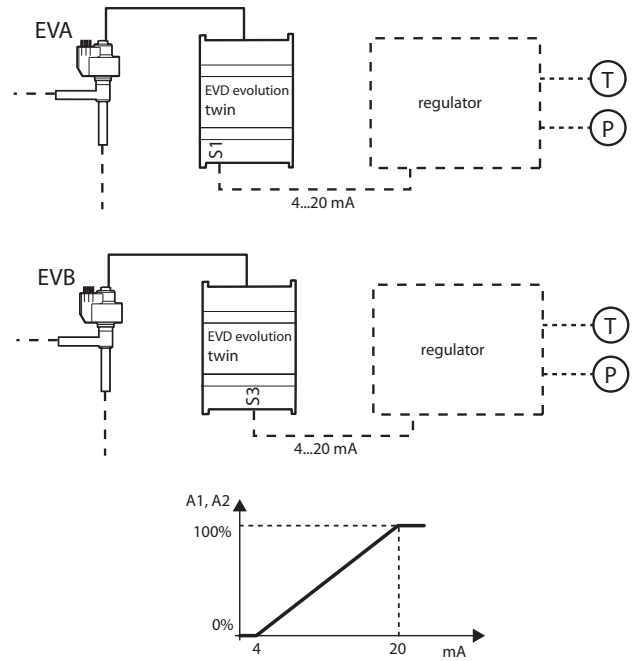 EVA
EVD evolution
twin
S1
regulator
T
P
4...20 mA
EVB
EVD evolution
twin
S3
regulator
T
P
4...20 mA
A1, A2
100%
0%
4
20
mA